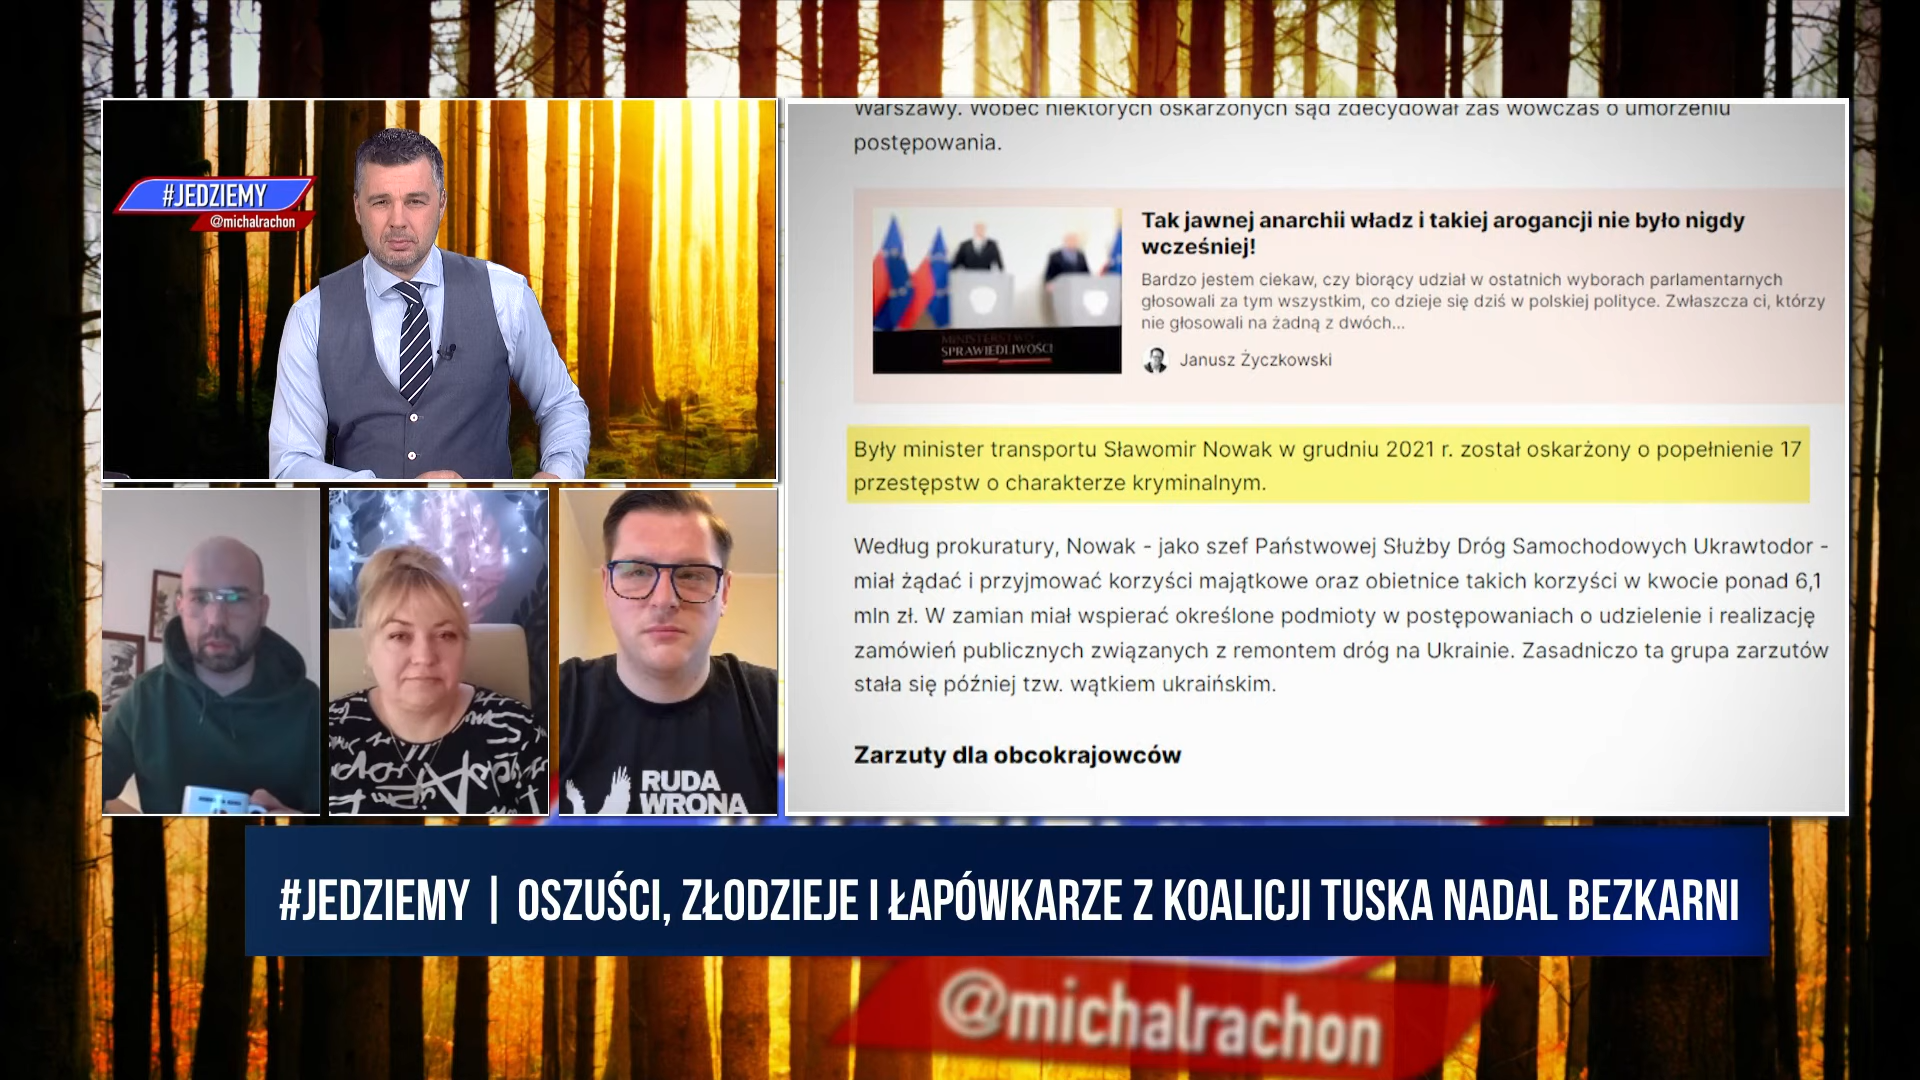 #JEDZIEMY
@michalrachon
Warszawy. Wobec niektórych oskarżonych sąd zdecydował zaś wówczas o umorzeniu
postępowania.
Tak jawnej anarchii władz i takiej arogancji nie było nigdy
wcześniej!
Bardzo jestem ciekaw, czy biorący udział w ostatnich wyborach parlamentarnych
głosowali za tym wszystkim, co dzieje się dziś w polskiej polityce. Zwłaszcza ci, którzy
nie głosowali na żadną z dwóch...
MINISTERSTWO
SPRAWIEDLIWOŚCI
Janusz Życzkowski
Były minister transportu Sławomir Nowak w grudniu 2021 r. został oskarżony o popełnienie 17
przestępstw o charakterze kryminalnym.
Według prokuratury, Nowak - jako szef Państwowej Służby Dróg Samochodowych Ukrawtodor -
miał żądać i przyjmować korzyści majątkowe oraz obietnice takich korzyści w kwocie ponad 6,1
mln zł. W zamian miał wspierać określone podmioty w postępowaniach o udzielenie i realizację
zamówień publicznych związanych z remontem dróg na Ukrainie. Zasadniczo ta grupa zarzutów
stała się później tzw. wątkiem ukraińskim.
Zarzuty dla obcokrajowców
RUDA
WRONA
#JEDZIEMY | OSZUŚCI, ZŁODZIEJE I ŁAPÓWKARZE Z KOALICJI TUSKA NADAL BEZKARNI
@michalrachon